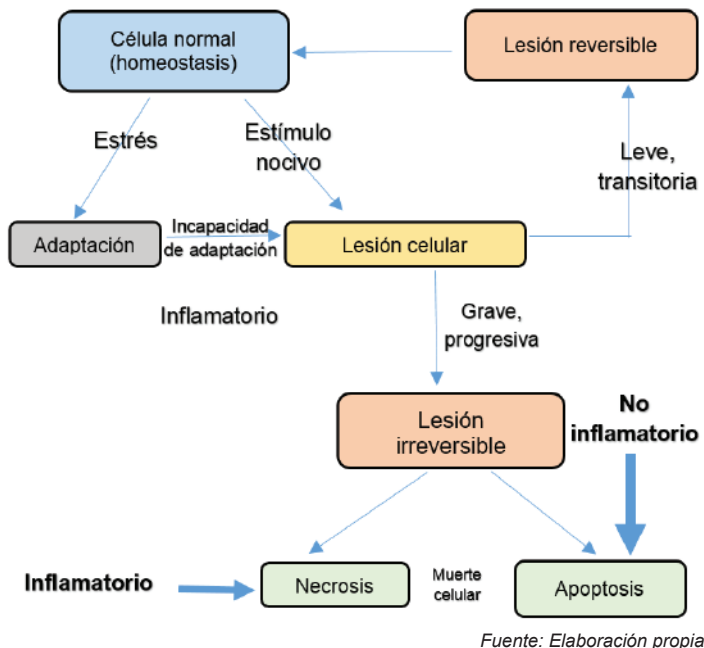 Célula normal
(homeostasis)
Lesión reversible
Estrés
Estímulo
nocivo
Leve,
transitoria
Adaptación
Incapacidad
de adaptación
Lesión celular
Inflamatorio
Grave,
progresiva
Lesión
irreversible
No
inflamatorio
Inflamatorio
Necrosis
Muerte
celular
Apoptosis
Fuente: Elaboración propia